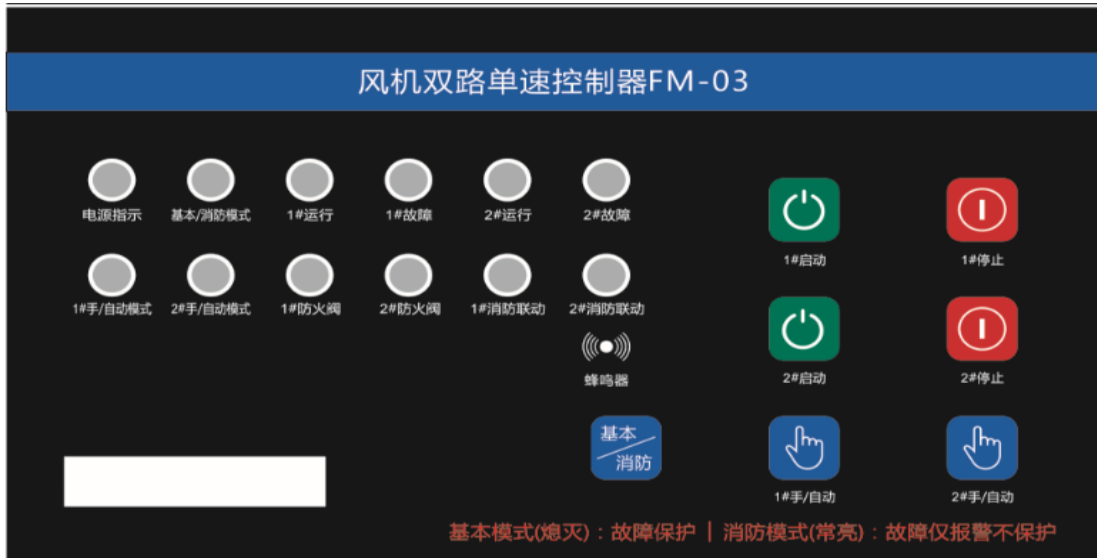 风机双路单速控制器FM-03
电源指示 基本/消防模式 1#运行 1#故障 2#运行 2#故障
1#启动 1#停止
1#手/自动模式 2#手/自动模式 1#防火阀 2#防火阀 1#消防联动 2#消防联动
蜂鸣器
2#启动 2#停止
基本
消防
1#手/自动 2#手/自动
基本模式(熄灭)：故障保护 | 消防模式(常亮)：故障仅报警不保护